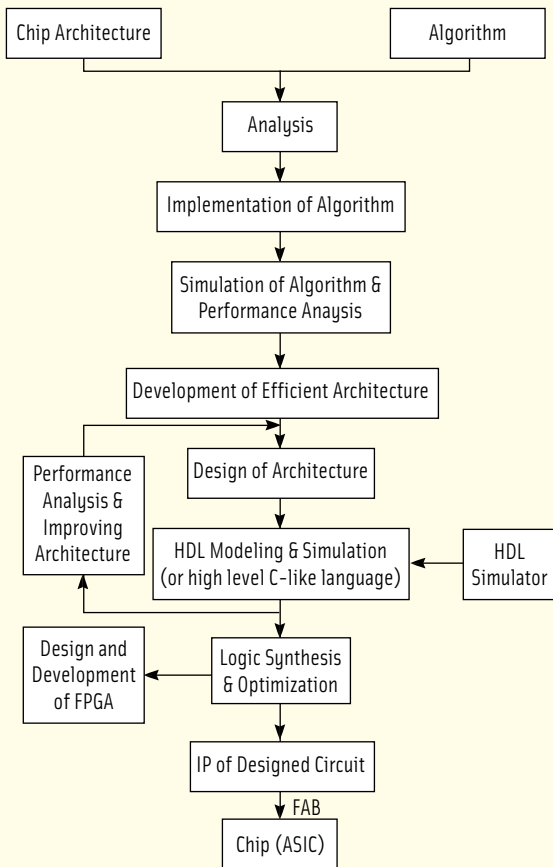 Chip Architecture
Algorithm
Analysis
Implementation of Algorithm
Simulation of Algorithm &
Performance Anaysis
Development of Efficient Architecture
Performance
Analysis &
Improving
Architecture
Design of Architecture
HDL Modeling & Simulation
(or high level C-like language)
HDL
Simulator
Design and
Development
of FPGA
Logic Synthesis
& Optimization
IP of Designed Circuit
FAB
Chip (ASIC)